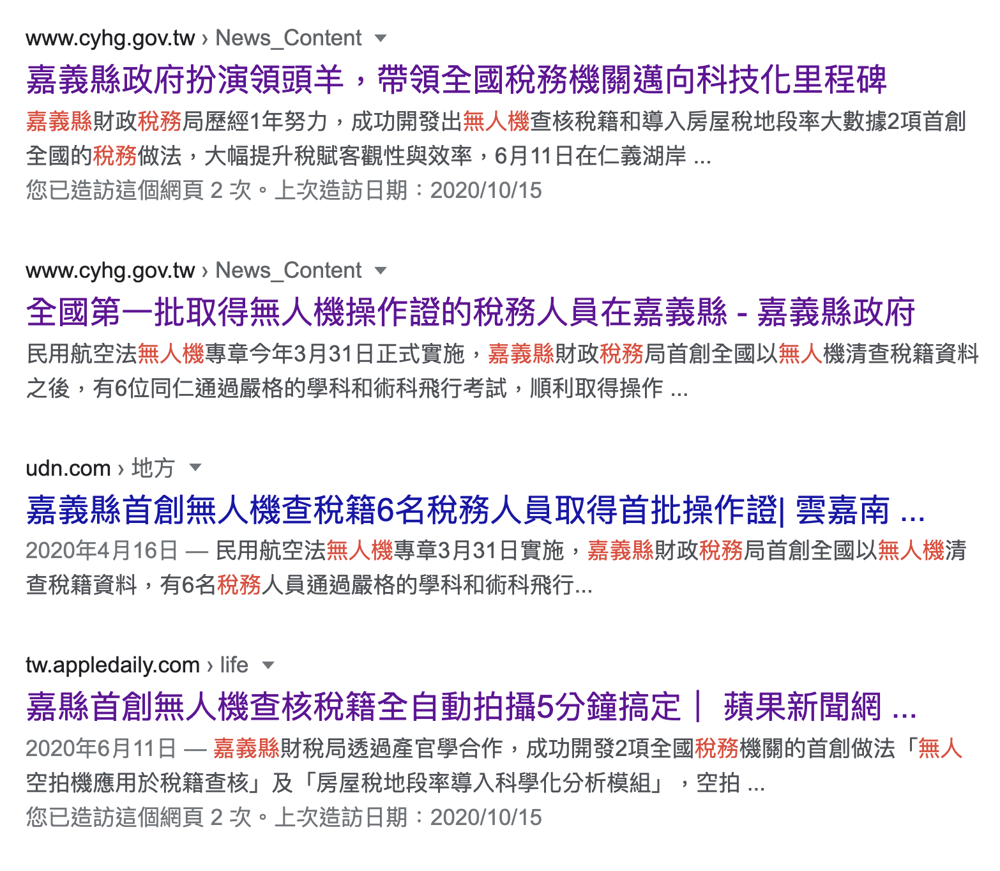 www.cyhg.gov.tw › News_Content
嘉義縣政府扮演領頭羊，帶領全國稅務機關邁向科技化里程碑
嘉義縣財政稅務局歷經1年努力，成功開發出無人機查核稅籍和導入房屋稅地段率大數據2項首創
全國的稅務做法，大幅提升稅賦客觀性與效率，6月11日在仁義湖岸 ...
您已造訪這個網頁 2 次。上次造訪日期：2020/10/15
www.cyhg.gov.tw › News_Content
全國第一批取得無人機操作證的稅務人員在嘉義縣 - 嘉義縣政府
民用航空法無人機專章今年3月31日正式實施，嘉義縣財政稅務局首創全國以無人機清查稅籍資料
之後，有6位同仁通過嚴格的學科和術科飛行考試，順利取得操作 ...
udn.com › 地方
嘉義縣首創無人機查稅籍6名稅務人員取得首批操作證| 雲嘉南 ...
2020年4月16日 — 民用航空法無人機專章3月31日實施，嘉義縣財政稅務局首創全國以無人機清
查稅籍資料，有6名稅務人員通過嚴格的學科和術科飛行...
tw.appledaily.com › life
嘉縣首創無人機查核稅籍全自動拍攝5分鐘搞定｜ 蘋果新聞網 ...
2020年6月11日 — 嘉義縣財稅局透過產官學合作，成功開發2項全國稅務機關的首創做法「無人
空拍機應用於稅籍查核」及「房屋稅地段率導入科學化分析模組」，空拍 ...
您已造訪這個網頁 2 次。上次造訪日期：2020/10/15